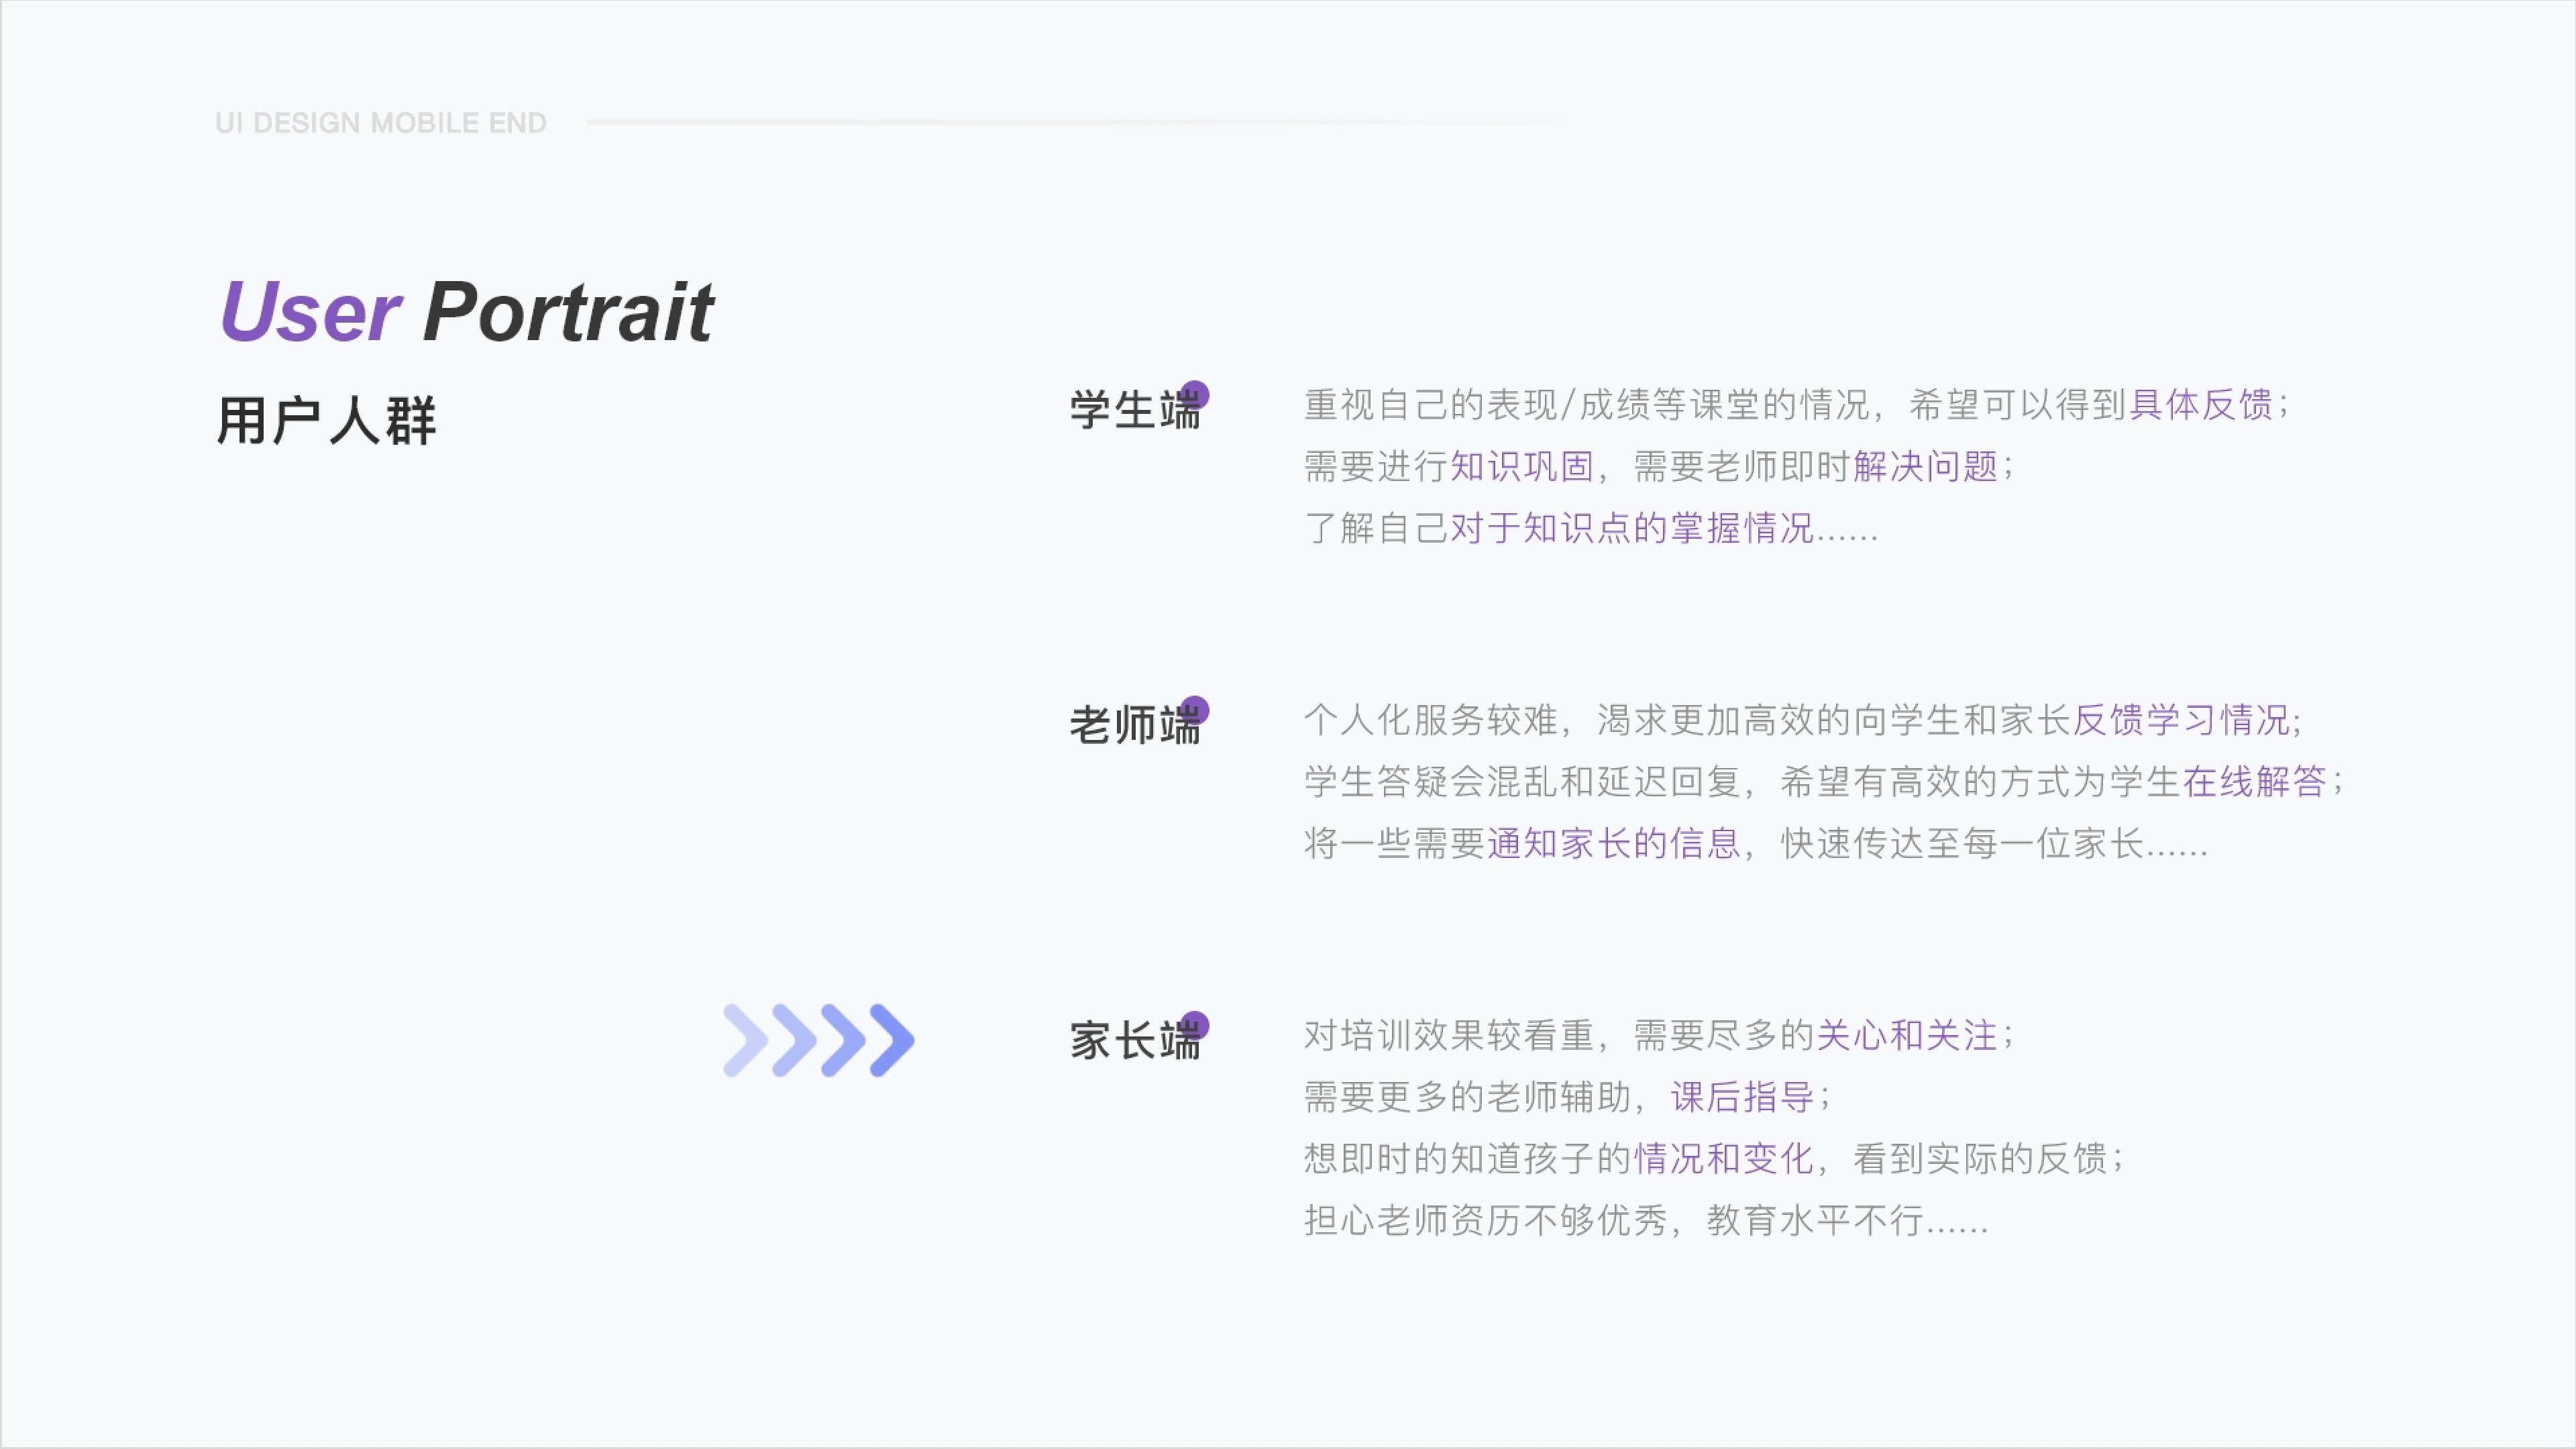 UI DESIGN MOBILE END
User Portrait
用户人群
学生端
重视自己的表现/成绩等课堂的情况，希望可以得到具体反馈；
需要进行知识巩固，需要老师即时解决问题；
了解自己对于知识点的掌握情况......
老师端
个人化服务较难，渴求更加高效的向学生和家长反馈学习情况;
学生答疑会混乱和延迟回复，希望有高效的方式为学生在线解答；
将一些需要通知家长的信息，快速传达至每一位家长......
家长端
对培训效果较看重，需要尽多的关心和关注；
需要更多的老师辅助，课后指导；
想即时的知道孩子的情况和变化，看到实际的反馈；
担心老师资历不够优秀，教育水平不行......